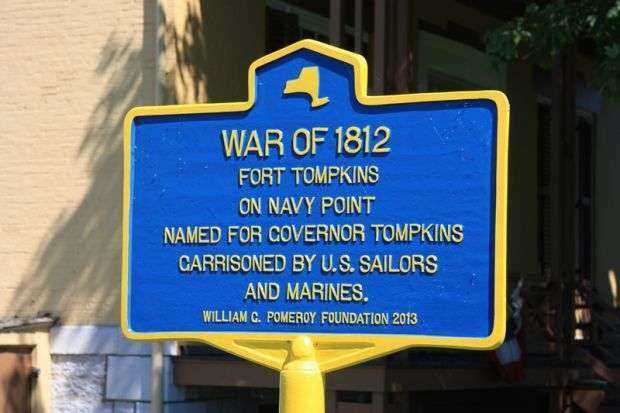 WAR OF 1812
FORT TOMPKINS
ON NAVY POINT
NAMED FOR GOVERNOR TOMPKINS
GARRISONED BY U.S. SAILORS
AND MARINES.
WILLIAM G. POMEROY FOUNDATION 2013